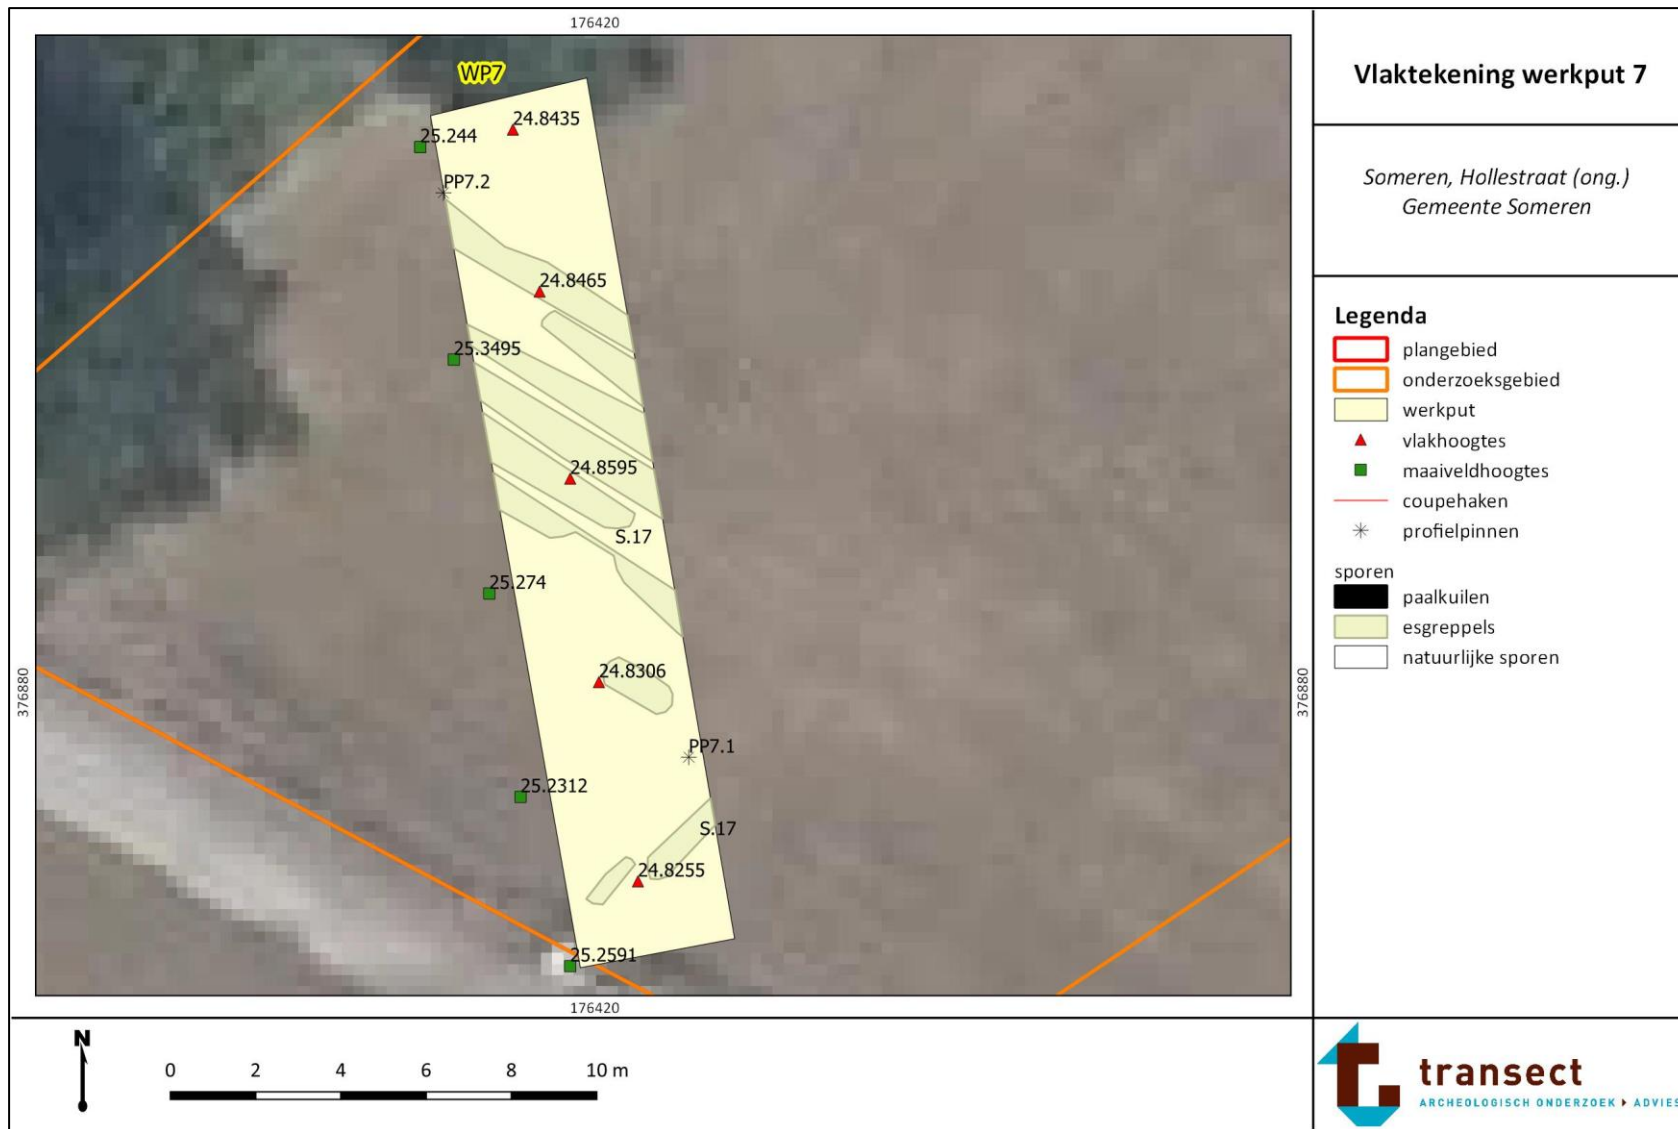 176420
WP7
24.8435
25.244
PP7.2
24.8465
25.3495
24.8595
S.17
25.274
24.8306
PP7.1
25.2312
S.17
24.8255
25.2591
376880
376880
176420
N
0 2 4 6 8 10 m
Vlaktekening werkput 7
Someren, Hollestraat (ong.)
Gemeente Someren
Legenda
plangebied
onderzoeksgebied
werkput
vlakhoogtes
maaiveldhoogtes
coupehaken
profielpinnen
sporen
paalkuilen
esgreppels
natuurlijke sporen
transect
ARCHEOLOGISCH ONDERZOEK ▸ ADVIES